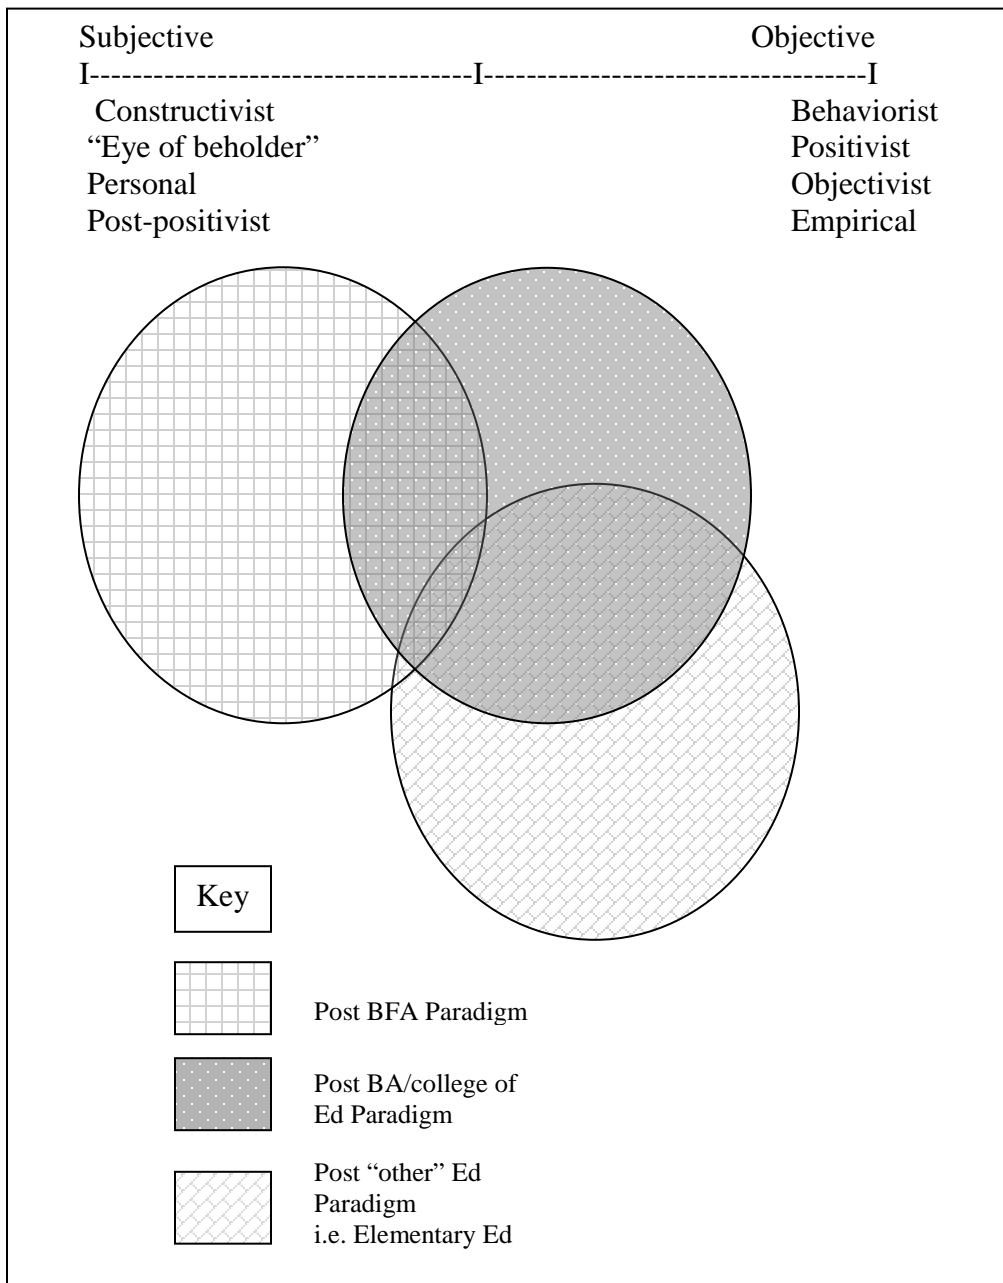 Subjective Objective
I------------------------------------I------------------------------------I
Constructivist Behaviorist
“Eye of beholder” Positivist
Personal Objectivist
Post-positivist Empirical
Key
Post BFA Paradigm
Post BA/college of
Ed Paradigm
Post “other” Ed
Paradigm
i.e. Elementary Ed